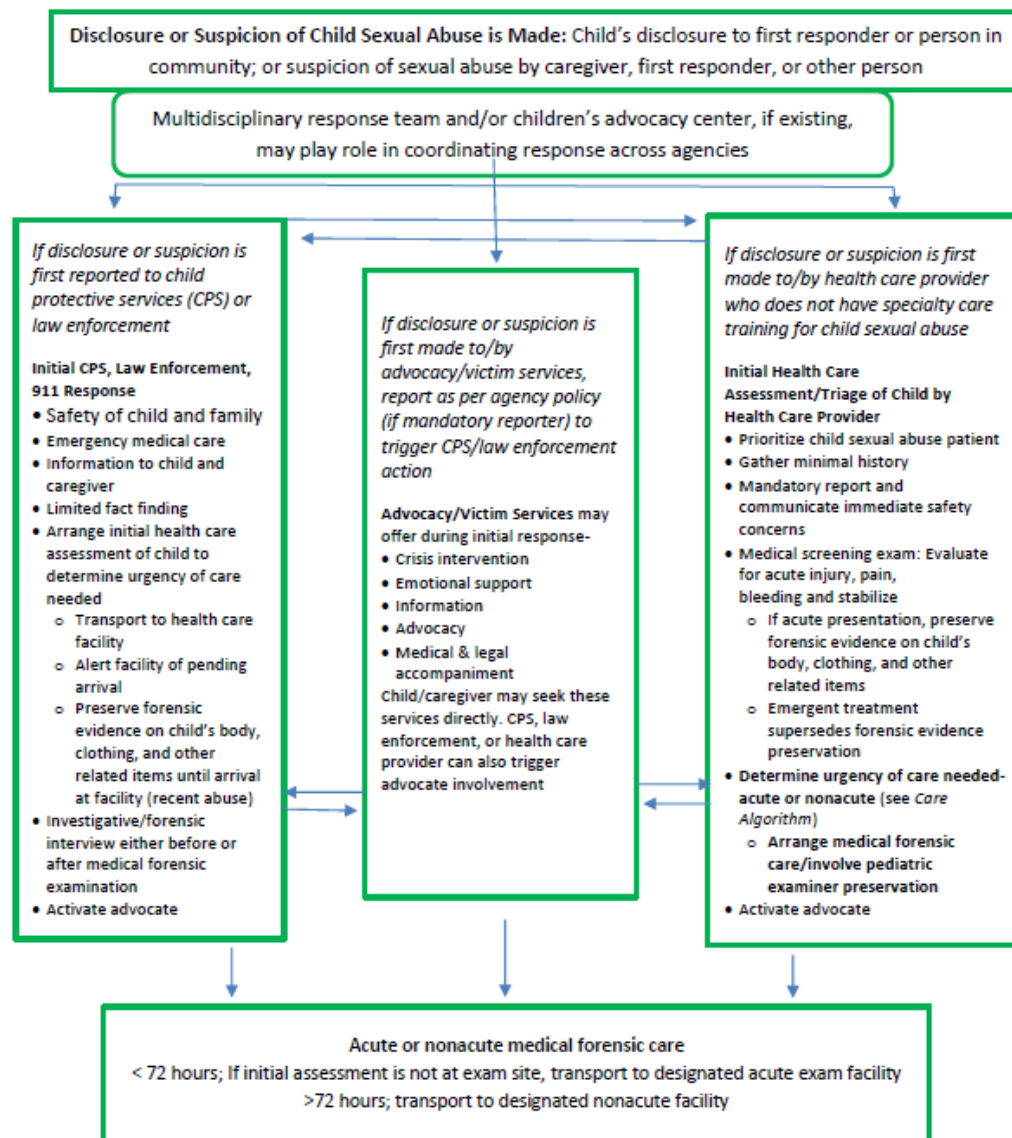 Disclosure or Suspicion of Child Sexual Abuse is Made: Child's disclosure to first responder or person in
community; or suspicion of sexual abuse by caregiver, first responder, or other person
Multidisciplinary response team and/or children's advocacy center, if existing,
may play role in coordinating response across agencies
If disclosure or suspicion is
first reported to child
protective services (CPS) or
law enforcement
Initial CPS, Law Enforcement,
911 Response
• Safety of child and family
• Emergency medical care
• Information to child and
caregiver
• Limited fact finding
• Arrange initial health care
assessment of child to
determine urgency of care
needed
o Transport to health care
facility
o Alert facility of pending
arrival
o Preserve forensic
evidence on child's body,
clothing, and other
related items until arrival
at facility (recent abuse)
• Investigative/forensic
interview either before or
after medical forensic
examination
• Activate advocate
If disclosure or suspicion is
first made to/by
advocacy/victim services,
report as per agency policy
(if mandatory reporter) to
trigger CPS/law enforcement
action
Advocacy/Victim Services may
offer during initial response-
• Crisis intervention
• Emotional support
• Information
• Advocacy
• Medical & legal
accompaniment
Child/caregiver may seek these
services directly. CPS, law
enforcement, or health care
provider can also trigger
advocate involvement
If disclosure or suspicion is first
made to/by health care provider
who does not have specialty care
training for child sexual abuse
Initial Health Care
Assessment/Triage of Child by
Health Care Provider
• Prioritize child sexual abuse patient
• Gather minimal history
• Mandatory report and
communicate immediate safety
concerns
• Medical screening exam: Evaluate
for acute injury, pain,
bleeding and stabilize
o If acute presentation, preserve
forensic evidence on child's
body, clothing, and other
related items
o Emergent treatment
supersedes forensic evidence
preservation
• Determine urgency of care needed-
acute or nonacute (see Care
Algorithm)
o Arrange medical forensic
care/involve pediatric
examiner preservation
• Activate advocate
Acute or nonacute medical forensic care
< 72 hours; If initial assessment is not at exam site, transport to designated acute exam facility
>72 hours; transport to designated nonacute facility